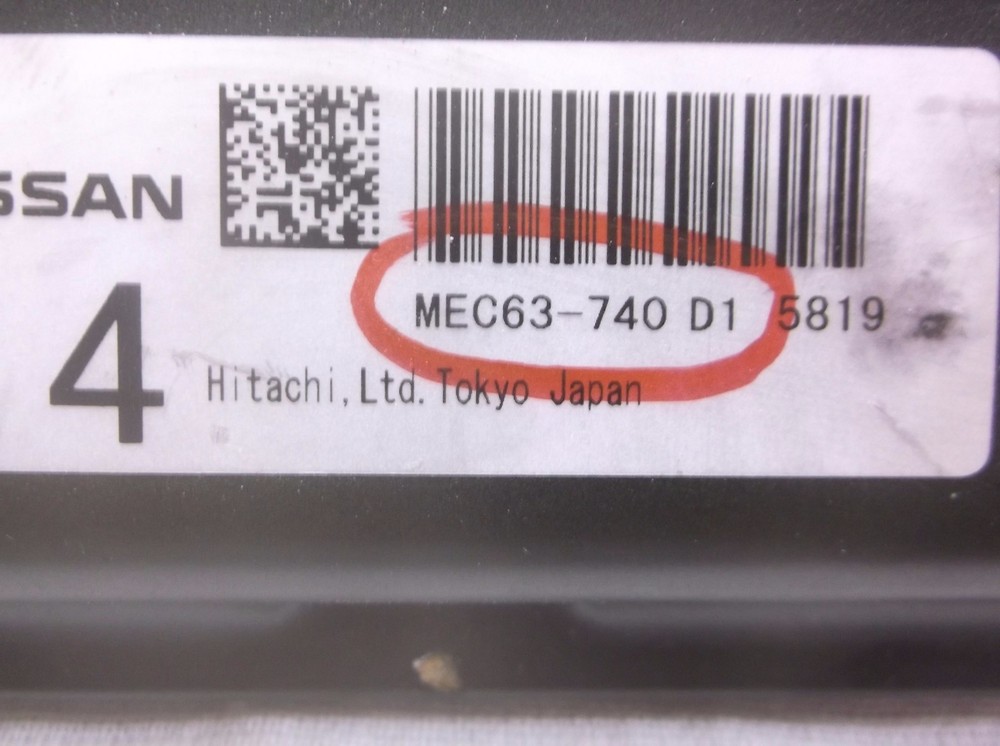 SSAN
MEC63-740 D1 5819
4
Hitachi,Ltd.Tokyo Japan